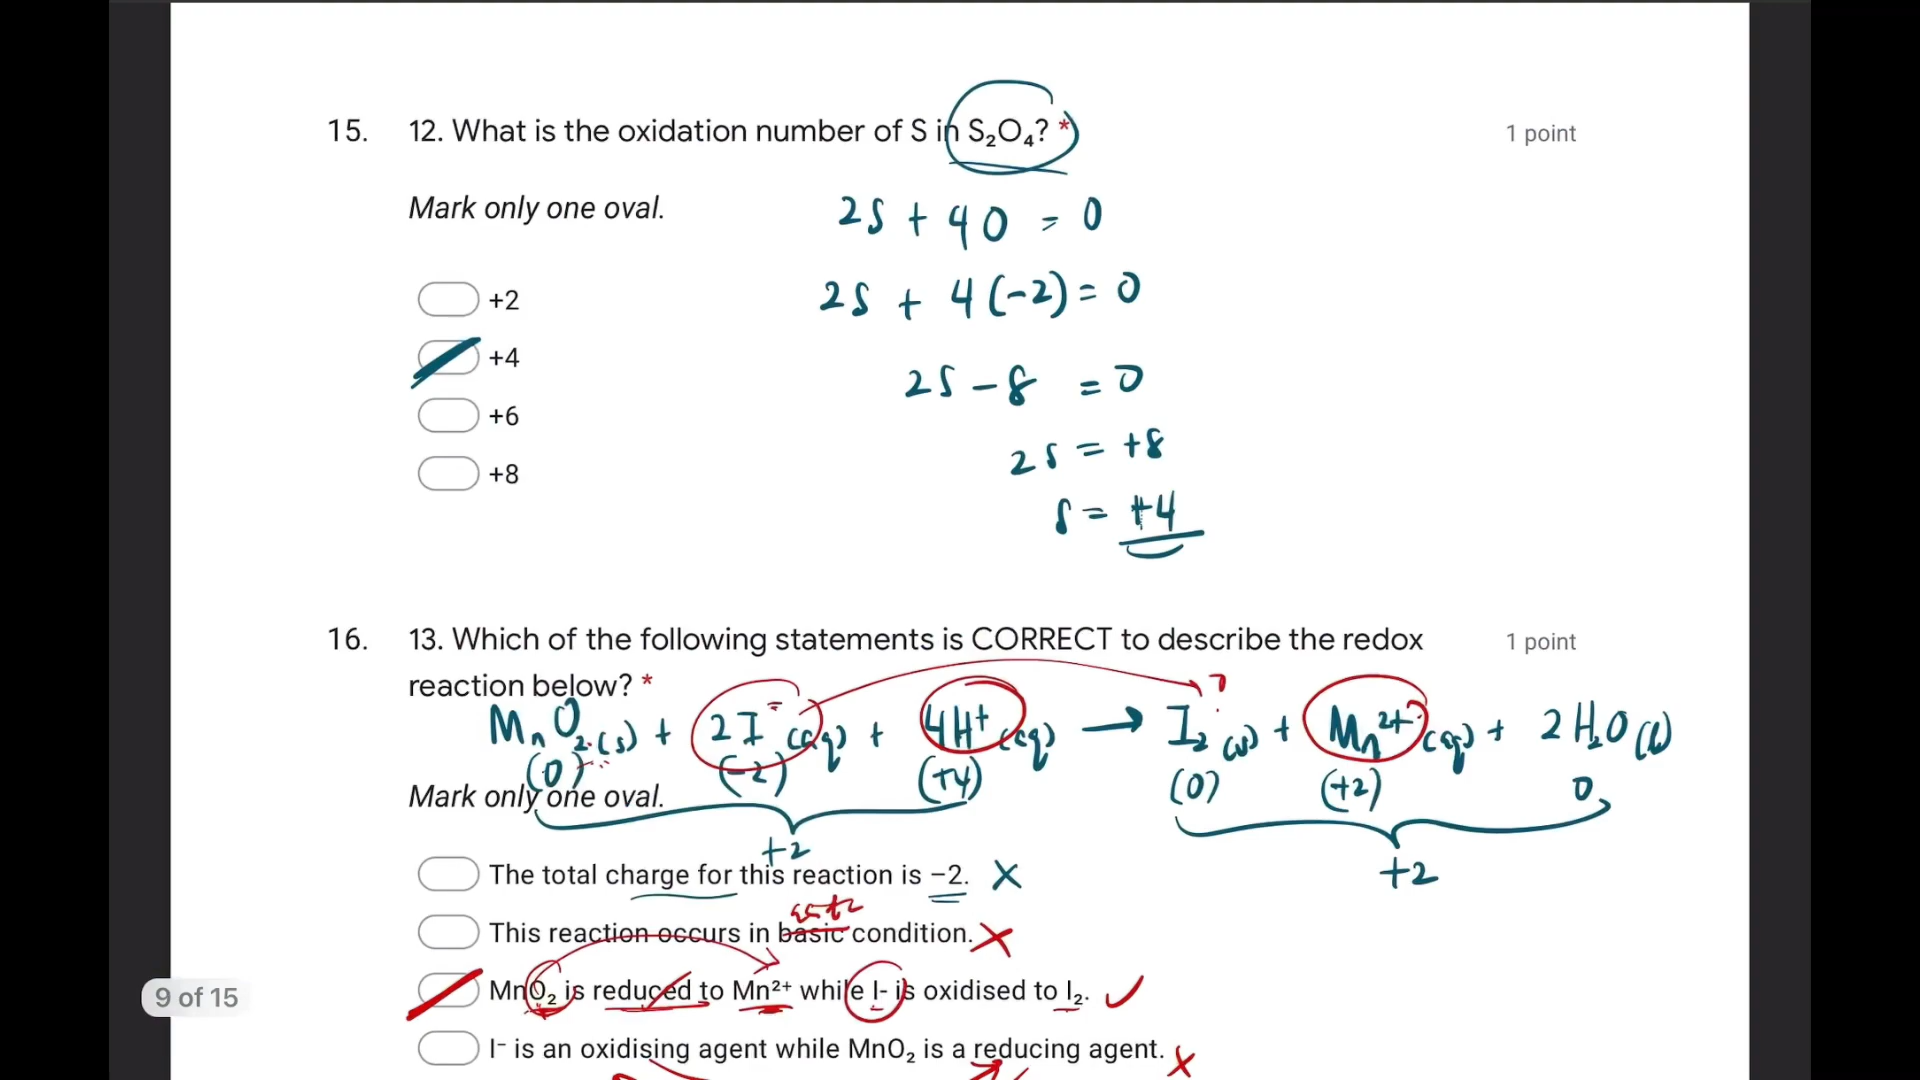 15. 12. What is the oxidation number of S in S₂O₄? * 1 point
Mark only one oval.
2S + 4O = 0
+2
2S + 4(-2) = 0
+4
2S - 8 = 0
+6
2S = +8
+8
S = +4
16. 13. Which of the following statements is CORRECT to describe the redox 1 point
reaction below? *
MnO₂(s) + 2I⁻(aq) + 4H⁺(aq) → I₂(s) + Mn²⁺(aq) + 2H₂O(l)
(0) (-2) (+4) (0) (+2) 0
Mark only one oval.
+2 +2
The total charge for this reaction is −2. X
This reaction occurs in basic condition. X
MnO₂ is reduced to Mn²⁺ while I- is oxidised to I₂. ✓
I⁻ is an oxidising agent while MnO₂ is a reducing agent. X
9 of 15